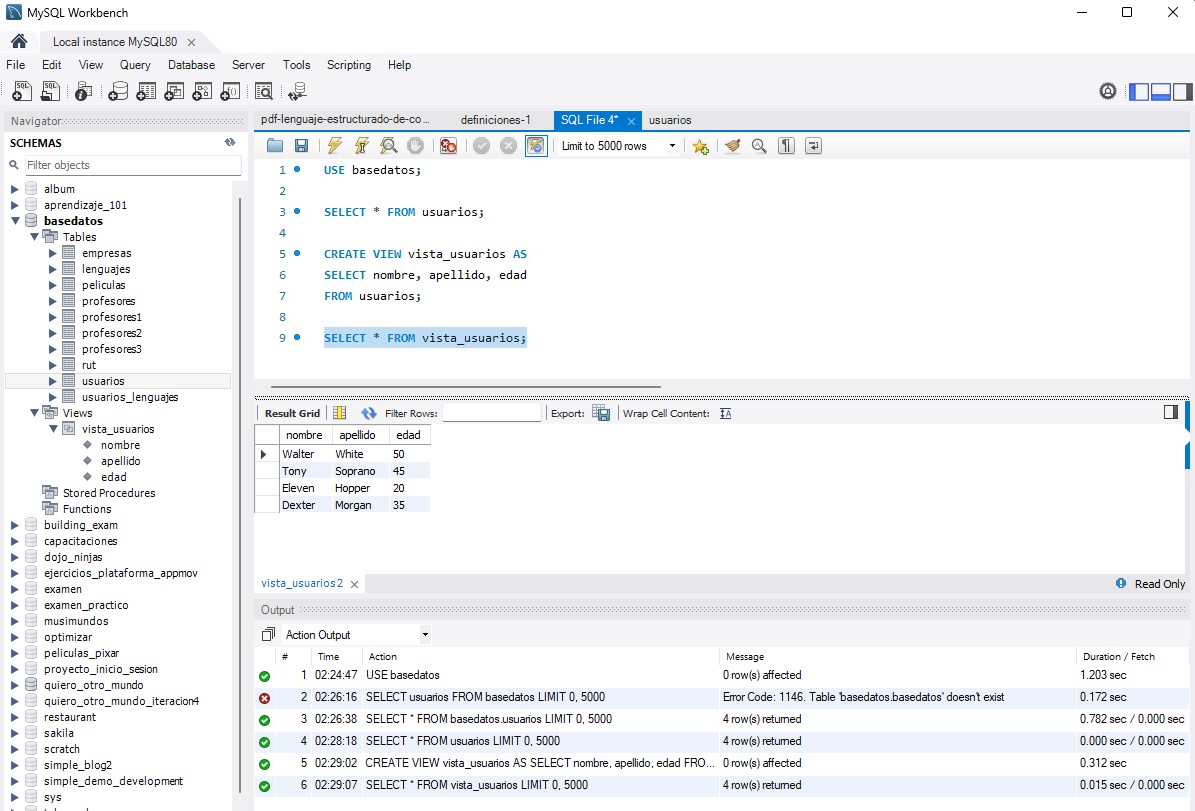 MySQL Workbench
Local instance MySQL80
File Edit View Query Database Server Tools Scripting Help
Navigator
SCHEMAS
Filter objects
album
aprendizaje_101
basedatos
Tables
empresas
lenguajes
peliculas
profesores
profesores1
profesores2
profesores3
rut
usuarios
usuarios_lenguajes
Views
vista_usuarios
nombre
apellido
edad
Stored Procedures
Functions
building_exam
capacitaciones
dojo_ninjas
ejercicios_plataforma_appmov
examen
examen_practico
musimundos
optimizar
peliculas_pixar
proyecto_inicio_sesion
quiero_otro_mundo
quiero_otro_mundo_iteracion4
restaurant
sakila
scratch
simple_blog2
simple_demo_development
sys
pdf-lenguaje-estructurado-de-co... definiciones-1 SQL File 4* usuarios
Limit to 5000 rows
1 USE basedatos;
2
3 SELECT * FROM usuarios;
4
5 CREATE VIEW vista_usuarios AS
6 SELECT nombre, apellido, edad
7 FROM usuarios;
8
9 SELECT * FROM vista_usuarios;
Result Grid Filter Rows: Export: Wrap Cell Content:
nombre apellido edad
Walter White 50
Tony Soprano 45
Eleven Hopper 20
Dexter Morgan 35
vista_usuarios 2 Read Only
Output
Action Output
# Time Action Message Duration / Fetch
1 02:24:47 USE basedatos 0 row(s) affected 1.203 sec
2 02:26:16 SELECT usuarios FROM basedatos LIMIT 0, 5000 Error Code: 1146. Table 'basedatos.basedatos' doesn't exist 0.172 sec
3 02:26:38 SELECT * FROM basedatos.usuarios LIMIT 0, 5000 4 row(s) returned 0.782 sec / 0.000 sec
4 02:28:18 SELECT * FROM usuarios LIMIT 0, 5000 4 row(s) returned 0.000 sec / 0.000 sec
5 02:29:02 CREATE VIEW vista_usuarios AS SELECT nombre, apellido, edad FRO... 0 row(s) affected 0.312 sec
6 02:29:07 SELECT * FROM vista_usuarios LIMIT 0, 5000 4 row(s) returned 0.015 sec / 0.000 sec